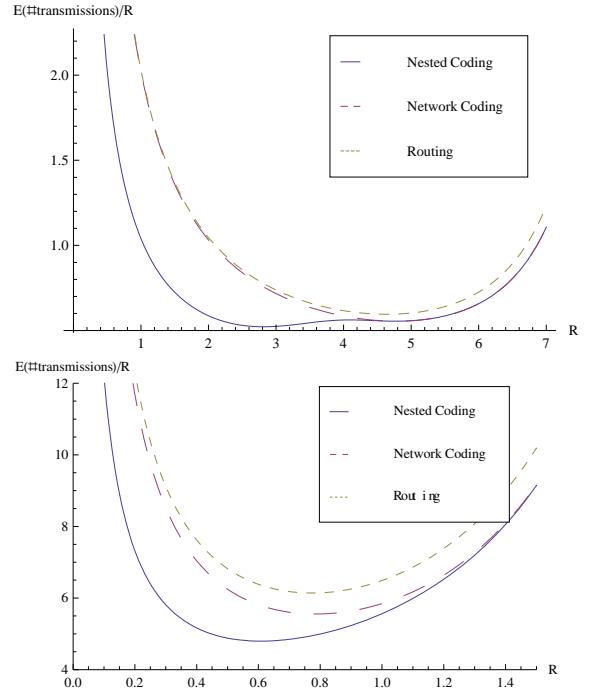 E(#transmissions)/R
Nested Coding
Network Coding
Routing
2.0
1.5
1.0
1 2 3 4 5 6 7
R
E(#transmissions)/R
Nested Coding
Network Coding
Rout i ng
12
10
8
6
4
0.0 0.2 0.4 0.6 0.8 1.0 1.2 1.4
R